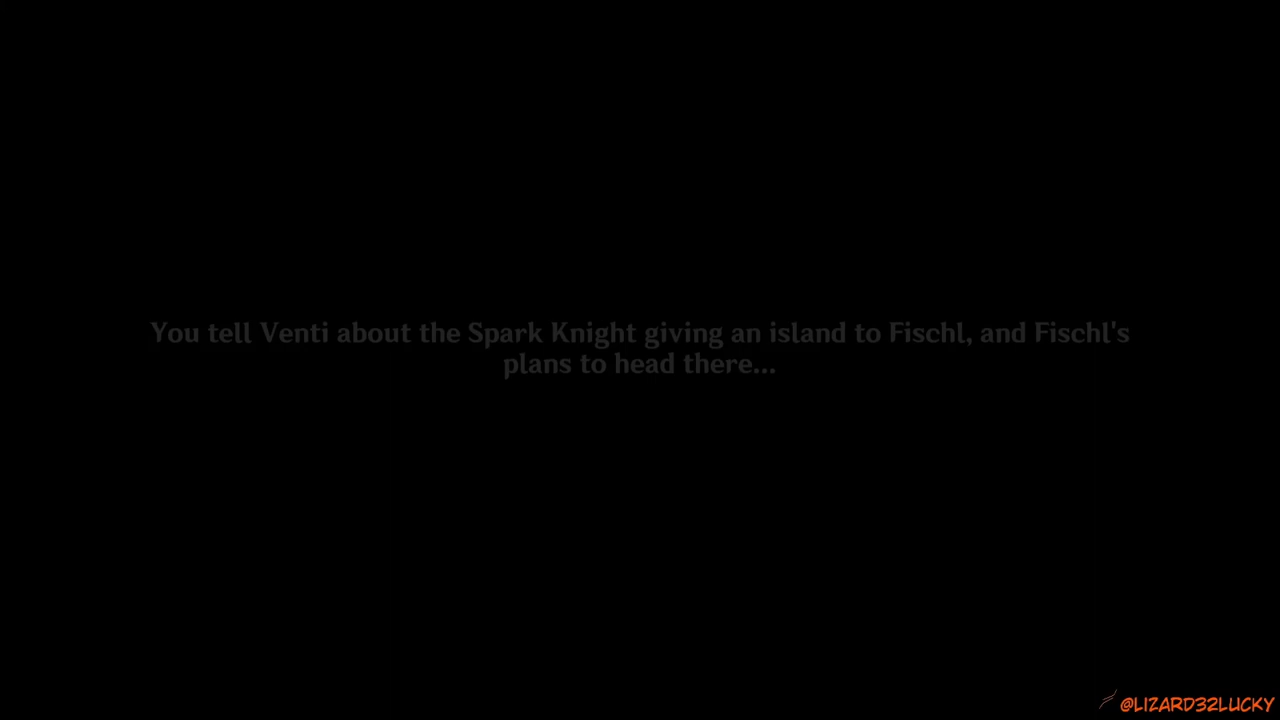 You tell Venti about the Spark Knight giving an island to Fischl, and Fischl's
plans to head there...
@LIZARD32LUCKY